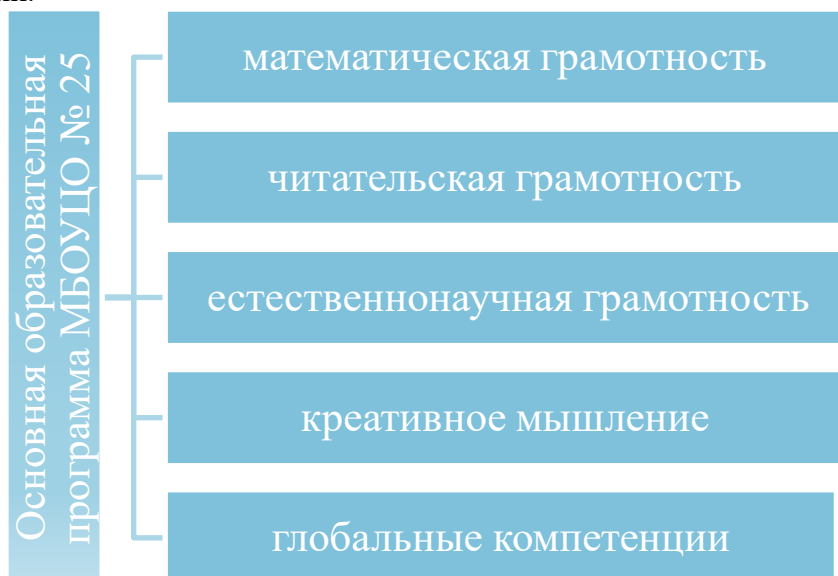 Основная образовательная
программа МБОУЦО № 25
математическая грамотность
читательская грамотность
естественнонаучная грамотность
креативное мышление
глобальные компетенции